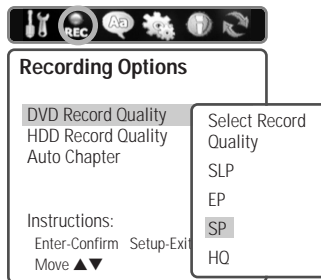 REC
Aa
i
Recording Options
DVD Record Quality
HDD Record Quality
Auto Chapter
Select Record
Quality
SLP
EP
SP
HQ
Instructions:
Enter-Confirm Setup-Exit
Move ▲▼